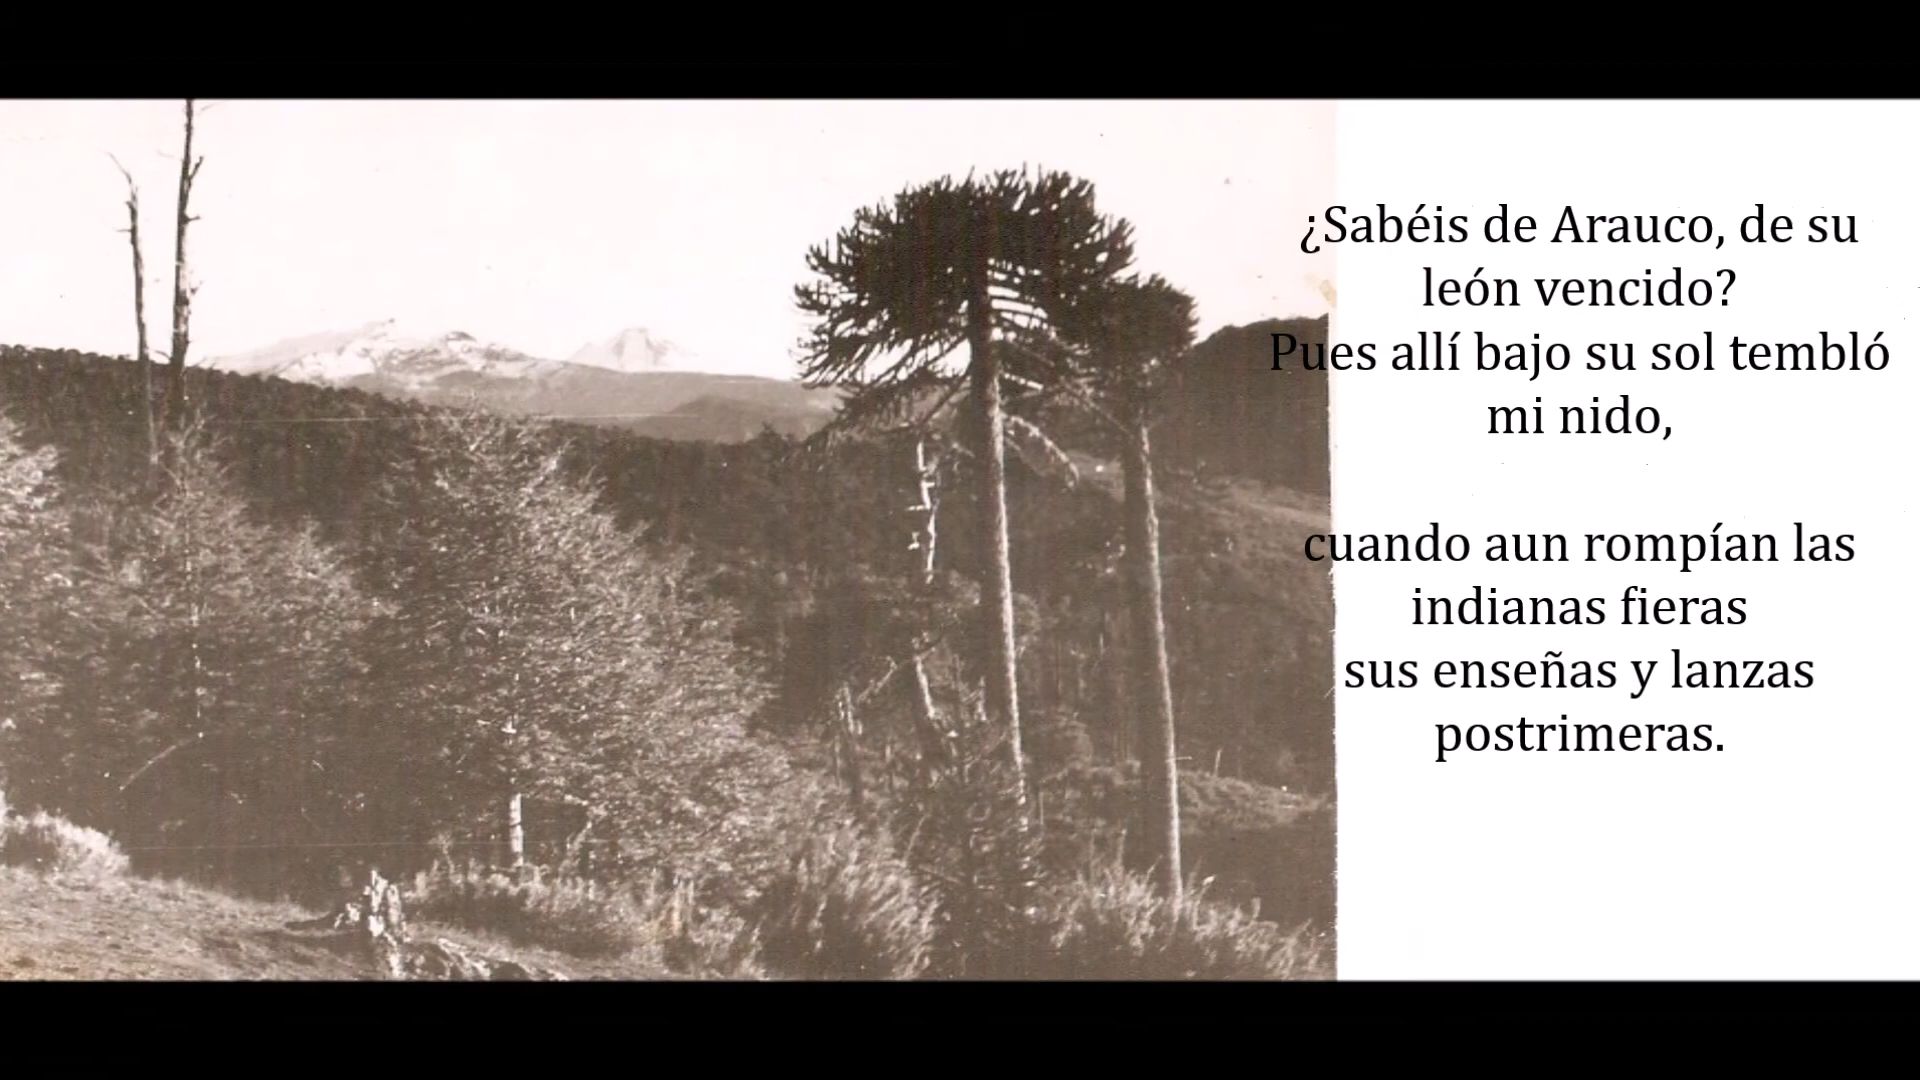 ¿Sabéis de Arauco, de su
león vencido?
Pues allí bajo su sol tembló
mi nido,
cuando aun rompían las
indianas fieras
sus enseñas y lanzas
postrimeras.